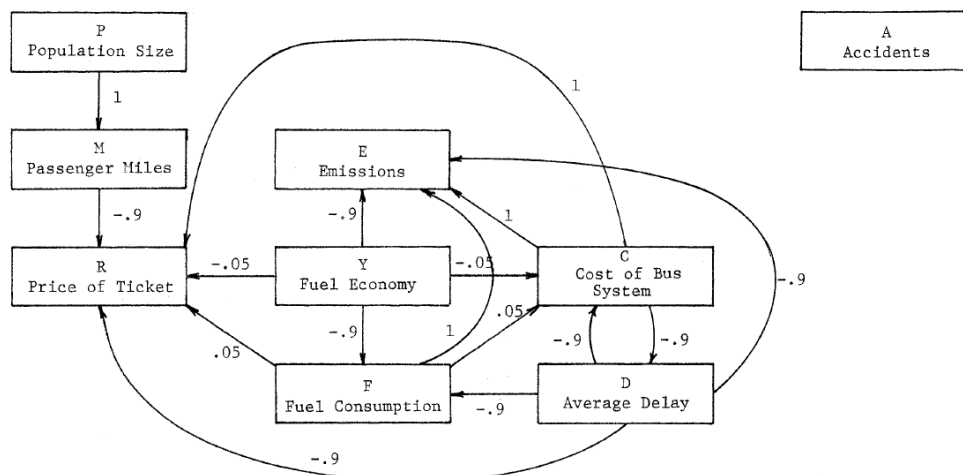 P
Population Size
A
Accidents
1
1
M
Passenger Miles
E
Emissions
-.9
-.9
1
R
Price of Ticket
-.05
Y
Fuel Economy
-.05
C
Cost of Bus
System
-.9
-.9
1
.05
.05
-.9
-.9
F
Fuel Consumption
-.9
D
Average Delay
-.9